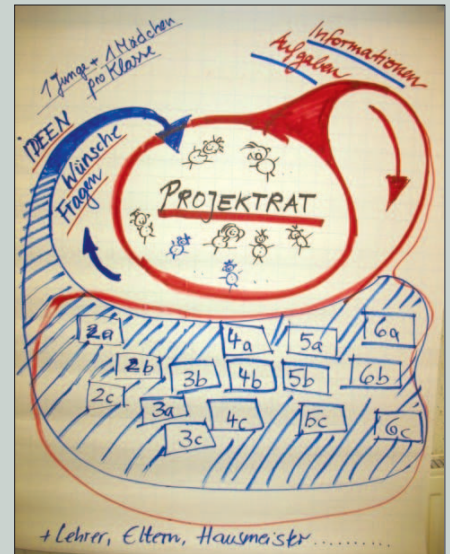 1 Junge + 1 Mädchen
pro Klasse
Informationen
Aufgaben
IDEEN
Wünsche
Fragen
PROJEKTRAT
2a
4a
5a
6a
2b
3b
4b
5b
6b
2c
3a
4c
5c
6c
3c
+ Lehrer, Eltern, Hausmeister..........